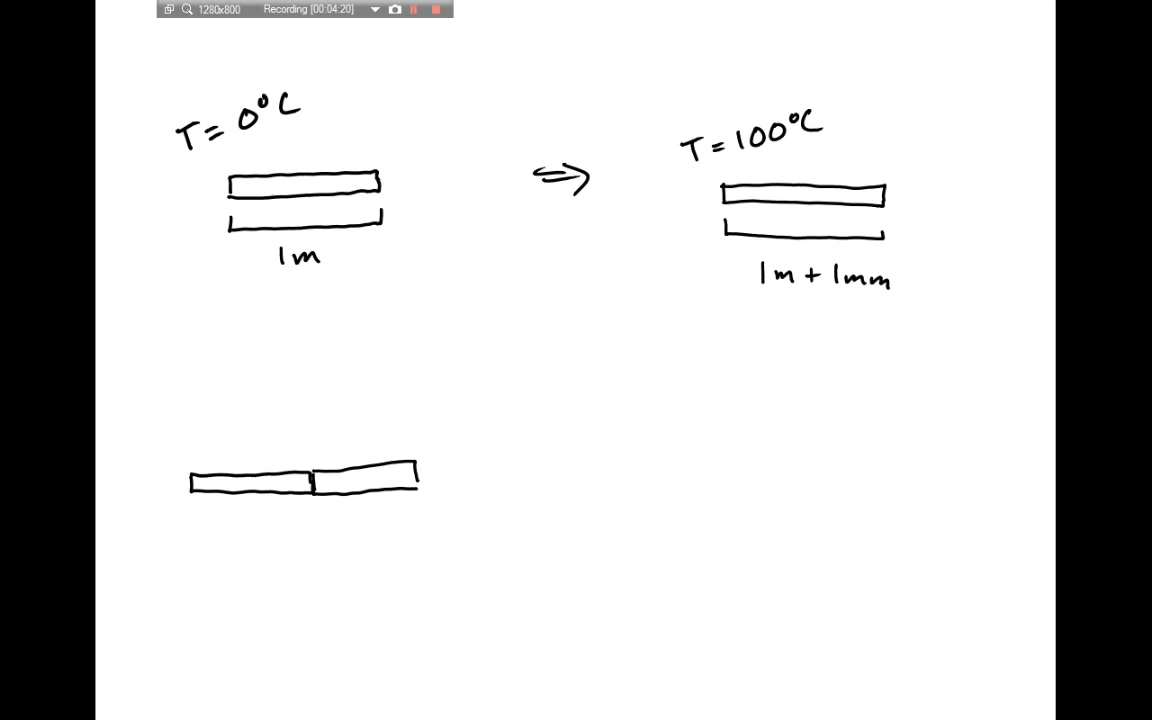 1280x800 Recording [00:04:20]
T = 0°C
T = 100°C
1m
1m + 1mm